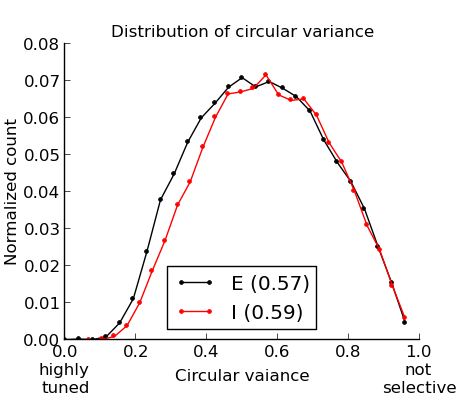 Distribution of circular variance
Normalized count
0.08
0.07
0.06
0.05
0.04
0.03
0.02
0.01
0.00
E (0.57)
I (0.59)
0.0 0.2 0.4 0.6 0.8 1.0
highly
tuned
Circular vaiance
not
selective